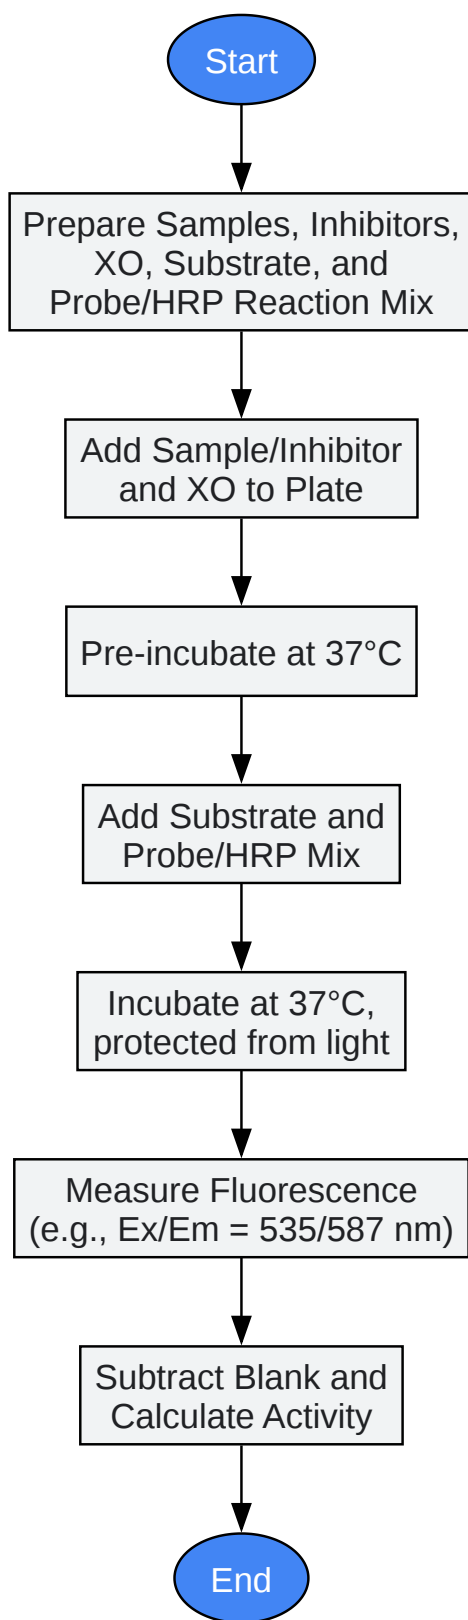 Start
Prepare Samples, Inhibitors,
XO, Substrate, and
Probe/HRP Reaction Mix
Add Sample/Inhibitor
and XO to Plate
Pre-incubate at 37°C
Add Substrate and
Probe/HRP Mix
Incubate at 37°C,
protected from light
Measure Fluorescence
(e.g., Ex/Em = 535/587 nm)
Subtract Blank and
Calculate Activity
End